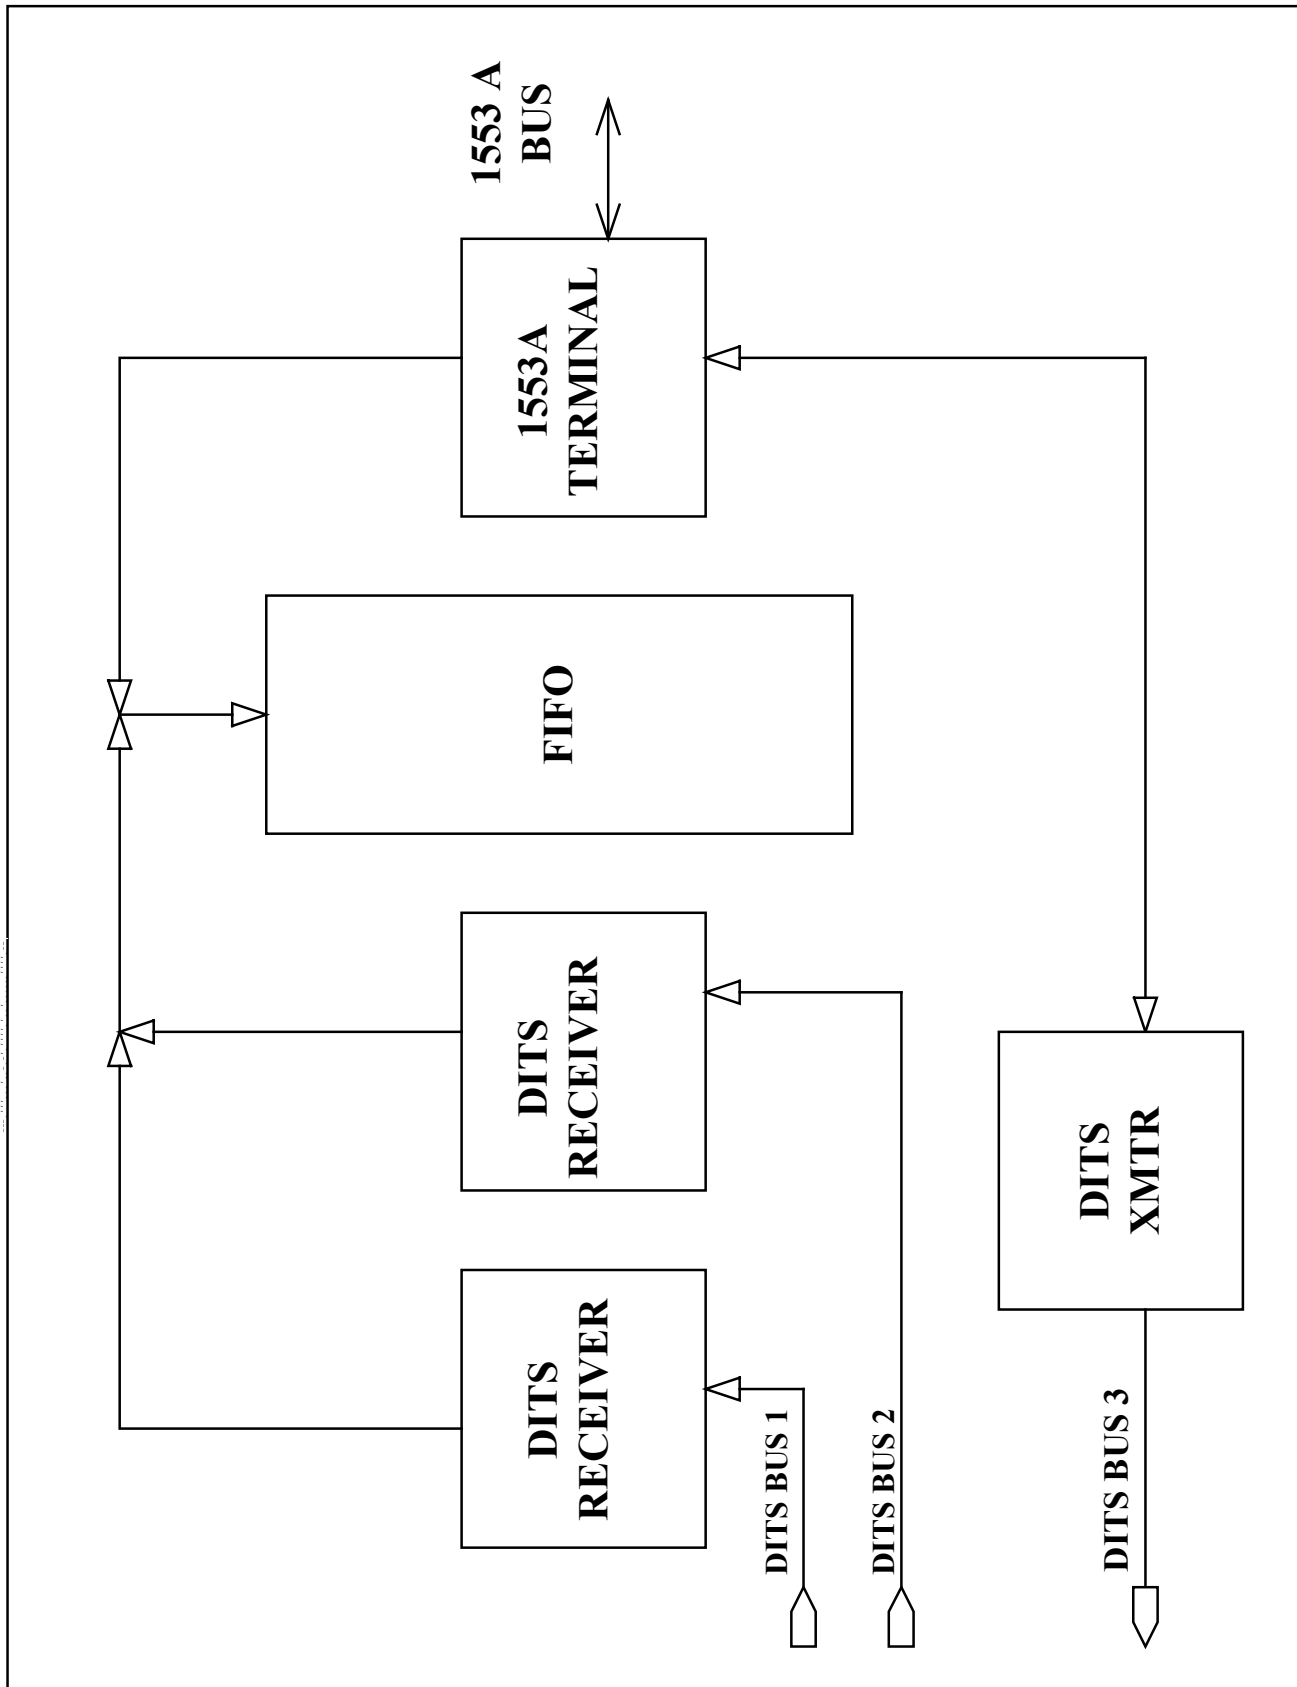 DITS
RECEIVER
DITS
RECEIVER
FIFO
1553A
TERMINAL
1553 A
BUS
DITS BUS 1
DITS BUS 2
DITS BUS 3
DITS
XMTR